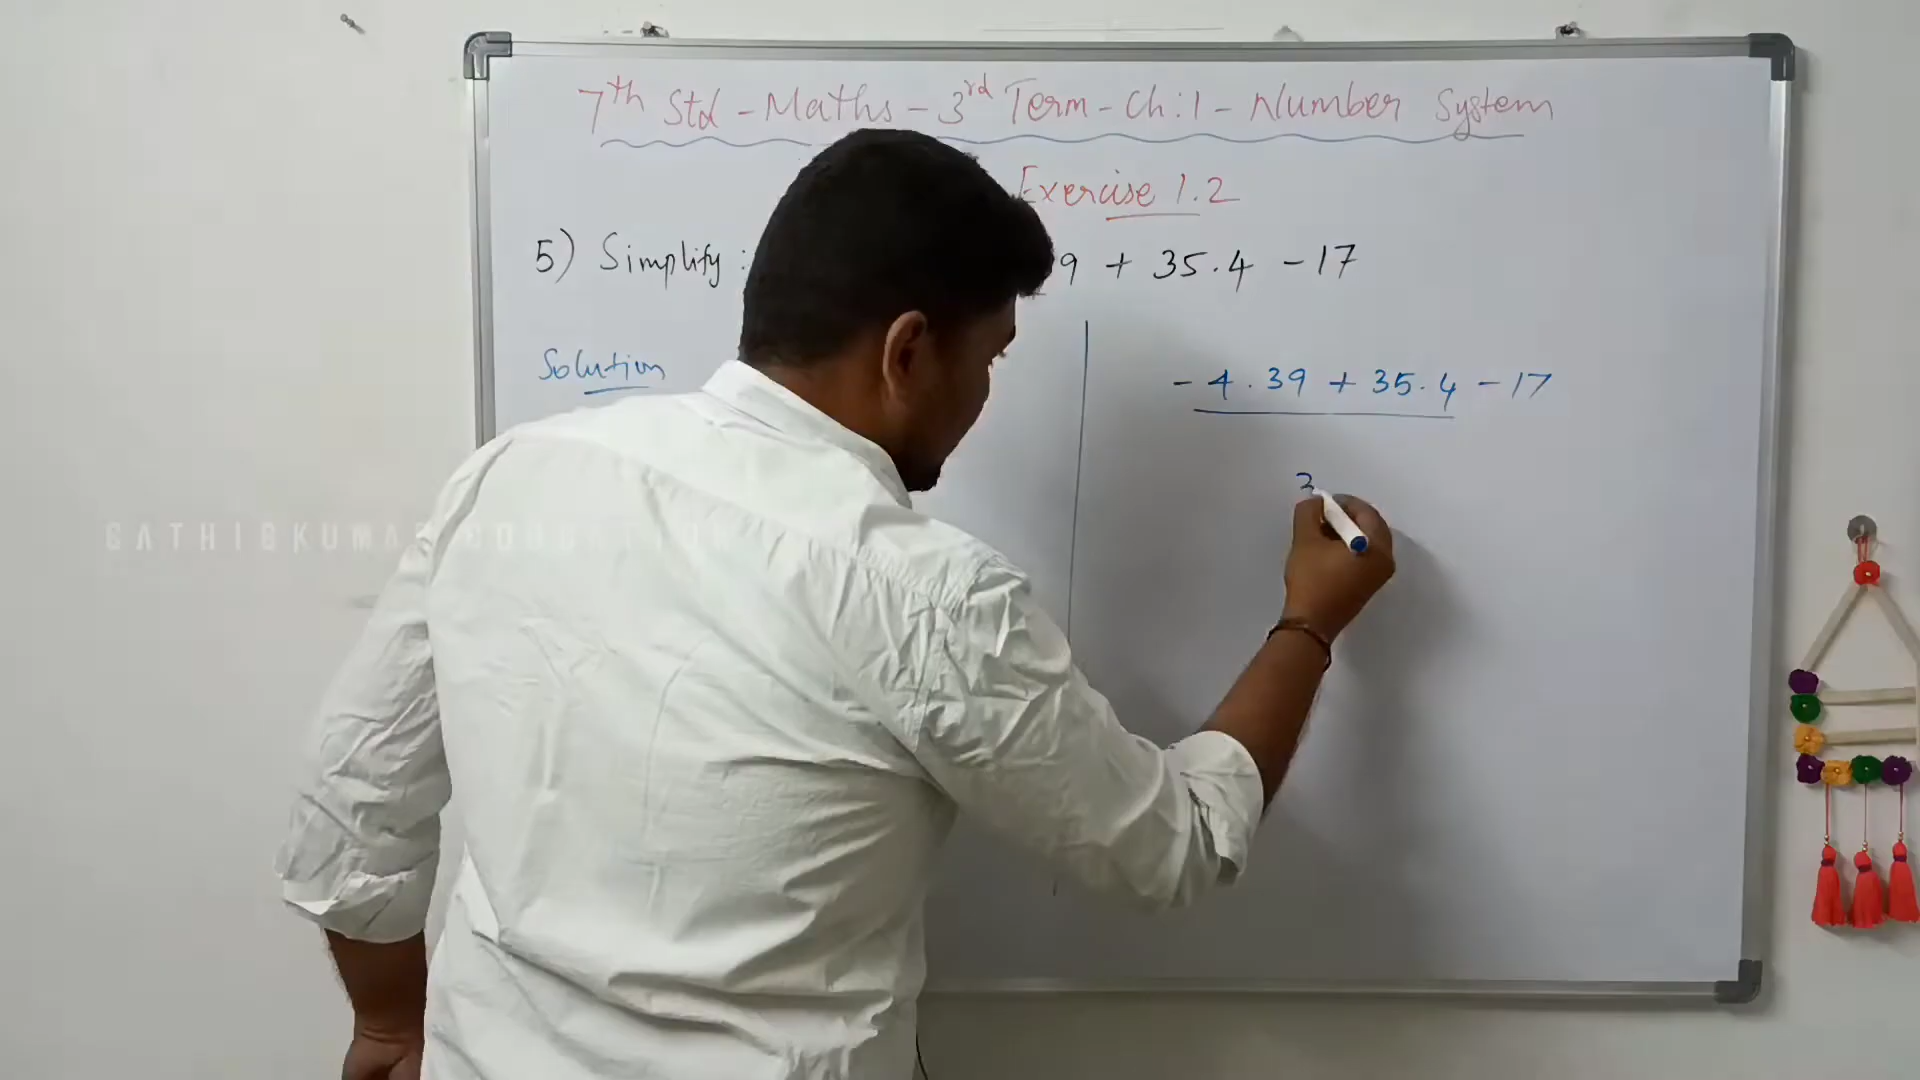 7th Std - Maths - 3rd Term - Ch:1 - Number System
Exercise 1.2
5) Simplify : 9 + 35.4 - 17
Solution
- 4.39 + 35.4 - 17
3